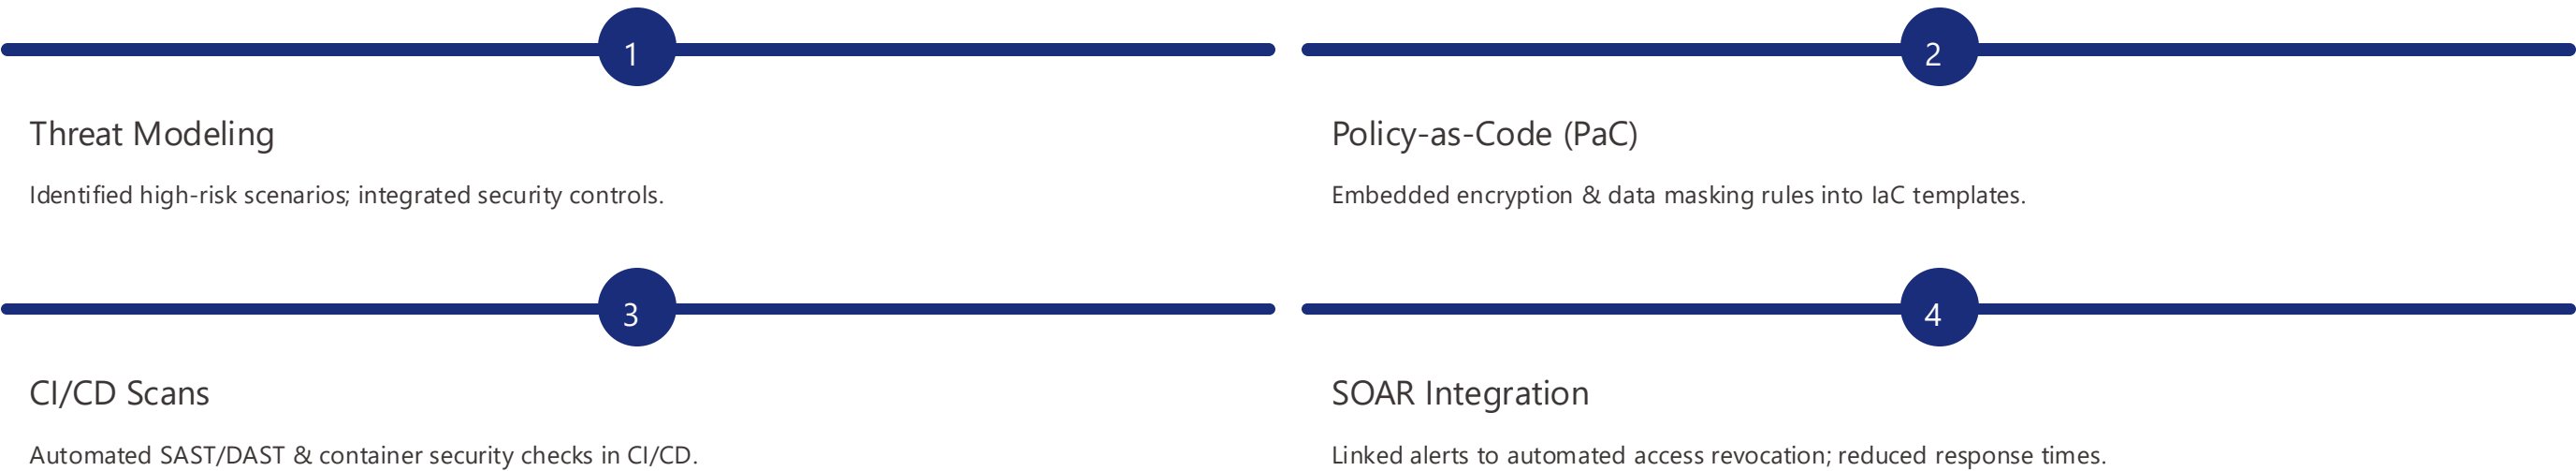 1
Threat Modeling
Identified high-risk scenarios; integrated security controls.
2
Policy-as-Code (PaC)
Embedded encryption & data masking rules into IaC templates.
3
CI/CD Scans
Automated SAST/DAST & container security checks in CI/CD.
4
SOAR Integration
Linked alerts to automated access revocation; reduced response times.